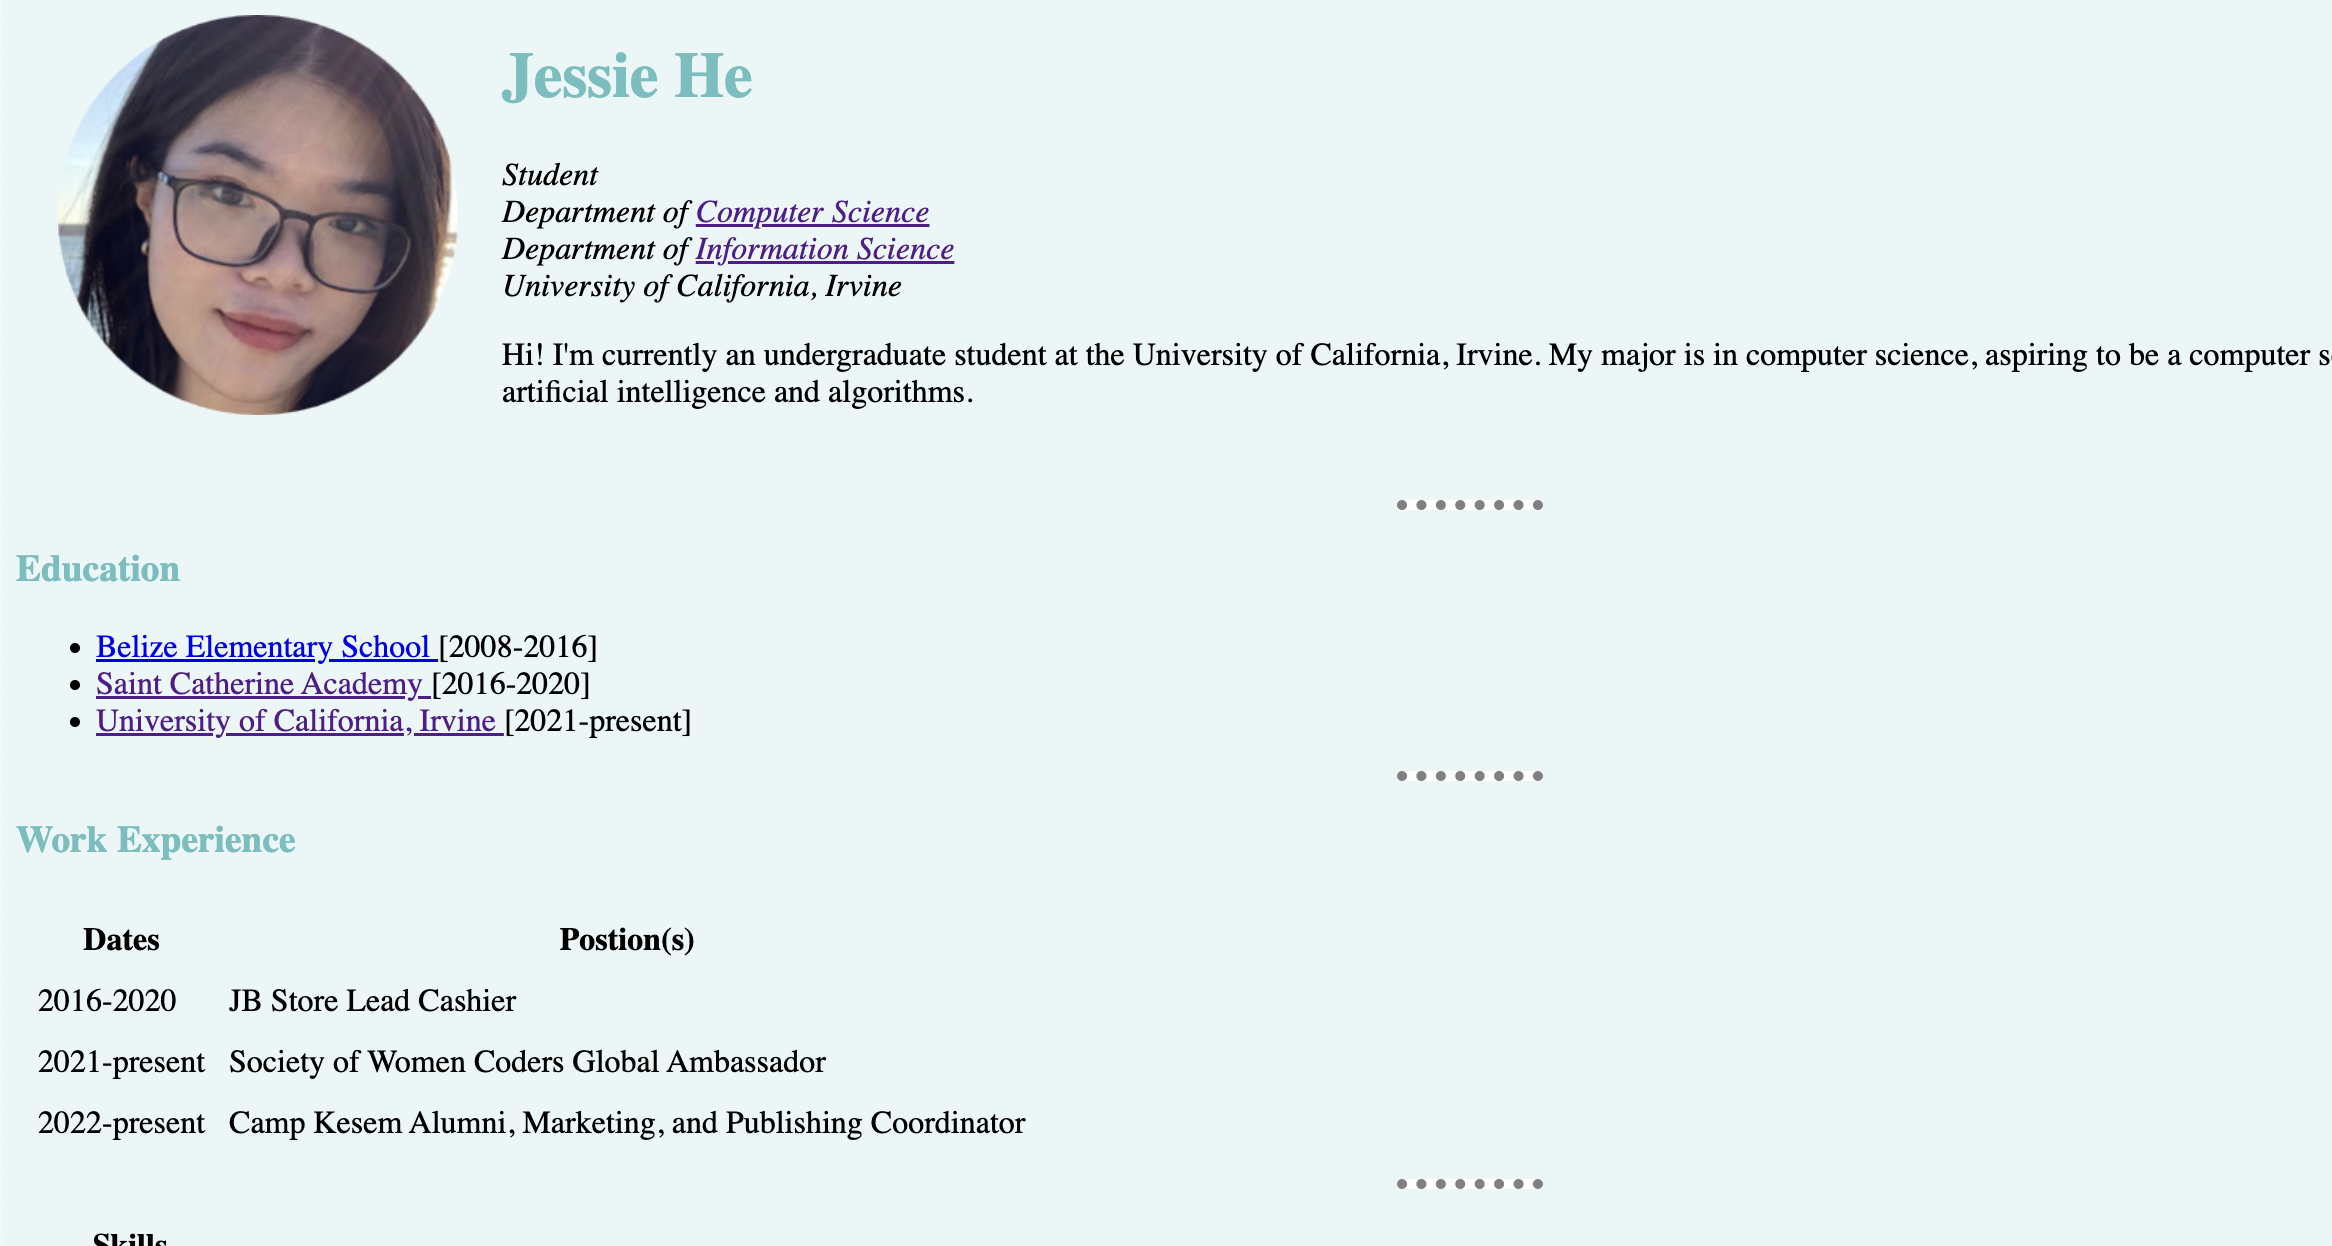 Jessie He
Student
Department of Computer Science
Department of Information Science
University of California, Irvine
Hi! I'm currently an undergraduate student at the University of California, Irvine. My major is in computer science, aspiring to be a computer
artificial intelligence and algorithms.
Education
Belize Elementary School [2008-2016]
Saint Catherine Academy [2016-2020]
University of California, Irvine [2021-present]
Work Experience
Dates Postion(s)
2016-2020 JB Store Lead Cashier
2021-present Society of Women Coders Global Ambassador
2022-present Camp Kesem Alumni, Marketing, and Publishing Coordinator
Skills